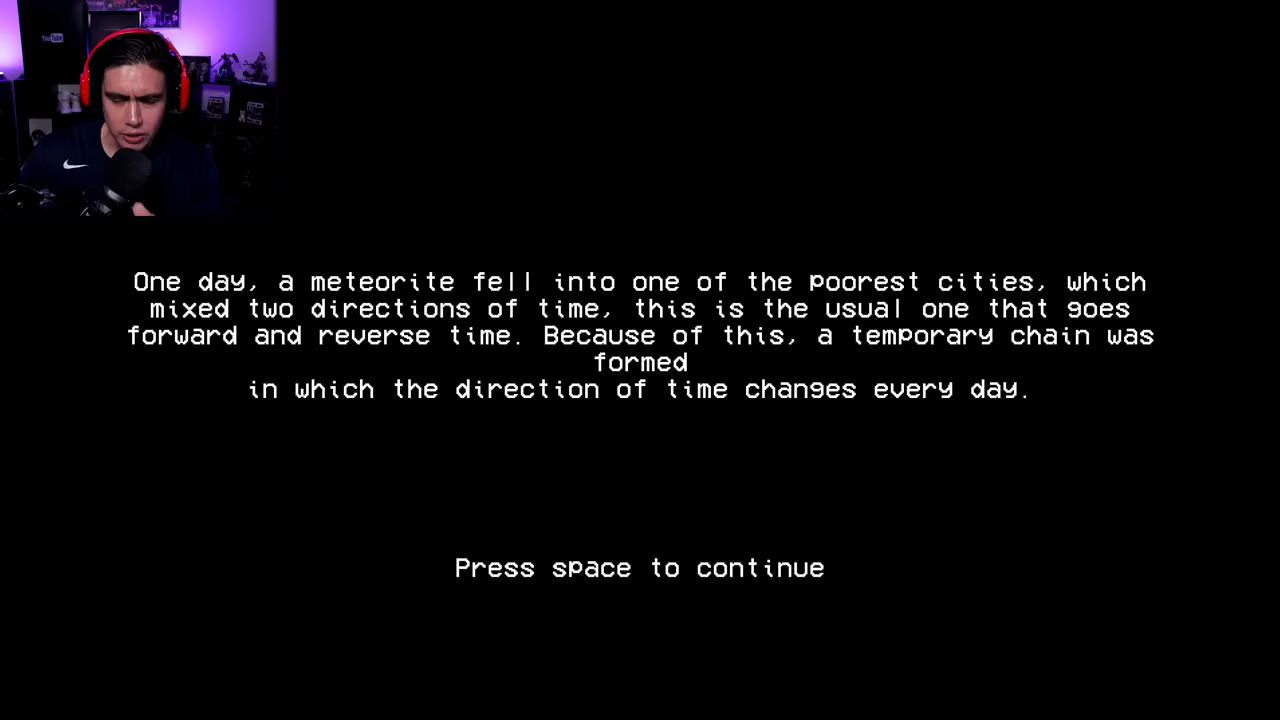 YouTube
One day, a meteorite fell into one of the poorest cities, which
mixed two directions of time, this is the usual one that goes
forward and reverse time. Because of this, a temporary chain was
formed
in which the direction of time changes every day.
Press space to continue